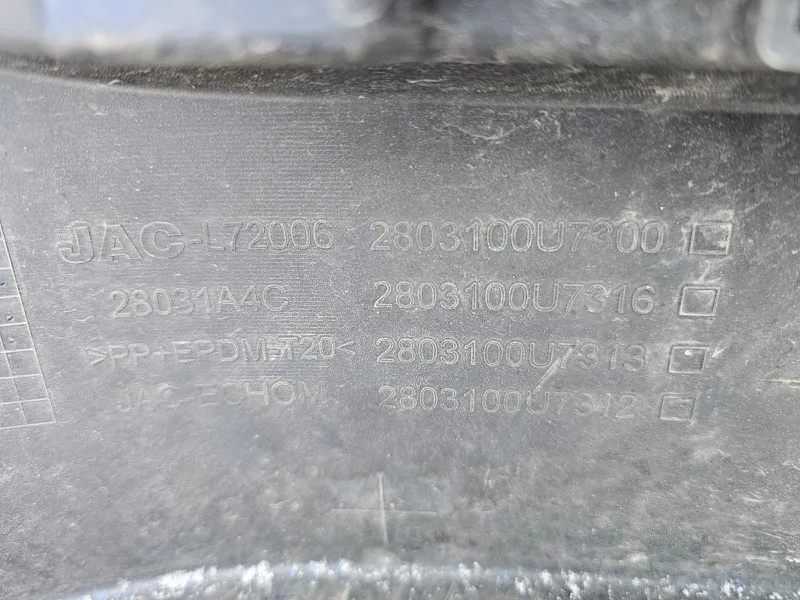 JAC-L72006 2803100U7300
28031A4C 2803100U7316
>PP+EPDM-T20< 2803100U7313
JAC-ECHOM 2803100U7312